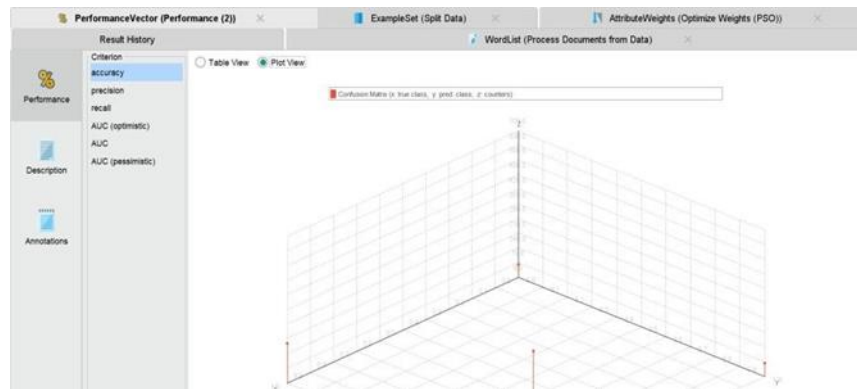 PerformanceVector (Performance (2))
ExampleSet (Split Data)
AttributeWeights (Optimize Weights (PSO))
Result History
WordList (Process Documents from Data)
Criterion
accuracy
precision
recall
AUC (optimistic)
AUC
AUC (pessimistic)
Performance
Description
Annotations
Table View
Plot View
Confusion Matrix (x: true class, y: pred. class, z: counters)
Z
X
Y